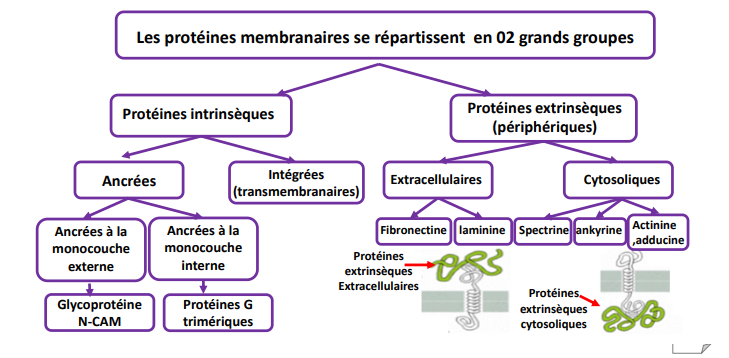 Les protéines membranaires se répartissent en 02 grands groupes
Protéines intrinsèques
Protéines extrinsèques
(périphériques)
Ancrées
Intégrées
(transmembranaires)
Extracellulaires
Cytosoliques
Ancrées à la
monocouche
externe
Ancrées à la
monocouche
interne
Fibronectine
laminine
Spectrine
ankyrine
Actinine
,adducine
Glycoprotéine
N-CAM
Protéines G
trimériques
Protéines
extrinsèques
Extracellulaires
Protéines
extrinsèques
cytosoliques